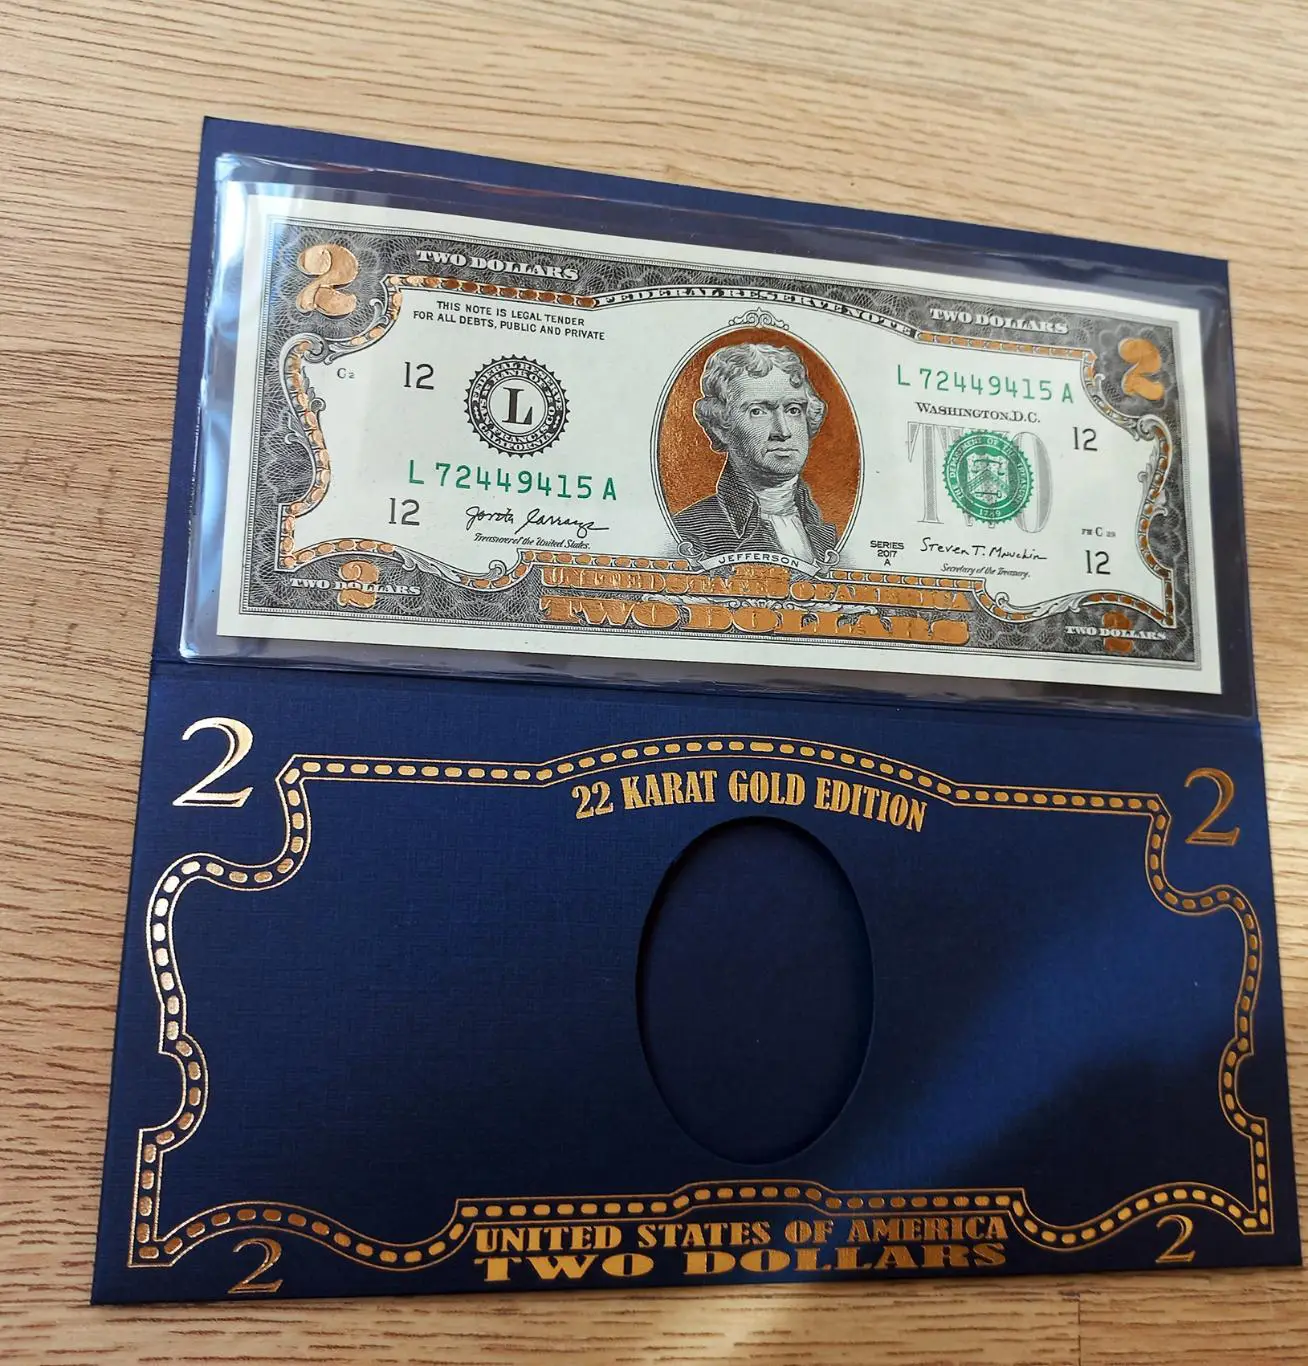 2
TWO DOLLARS
FEDERAL RESERVE NOTE
TWO DOLLARS
2
THIS NOTE IS LEGAL TENDER
FOR ALL DEBTS, PUBLIC AND PRIVATE
C2
12
L
L 72449415 A
WASHINGTON, D.C.
TWO
12
1789
L 72449415 A
12
SERIES
2017
A
Treasurer of the United States.
Steven T. Mnuchin
Secretary of the Treasury.
12
JEFFERSON
2
TWO DOLLARS
UNITED STATES OF AMERICA
TWO DOLLARS
2
TWO DOLLARS
2
22 KARAT GOLD EDITION
2
2
UNITED STATES OF AMERICA
TWO DOLLARS
2